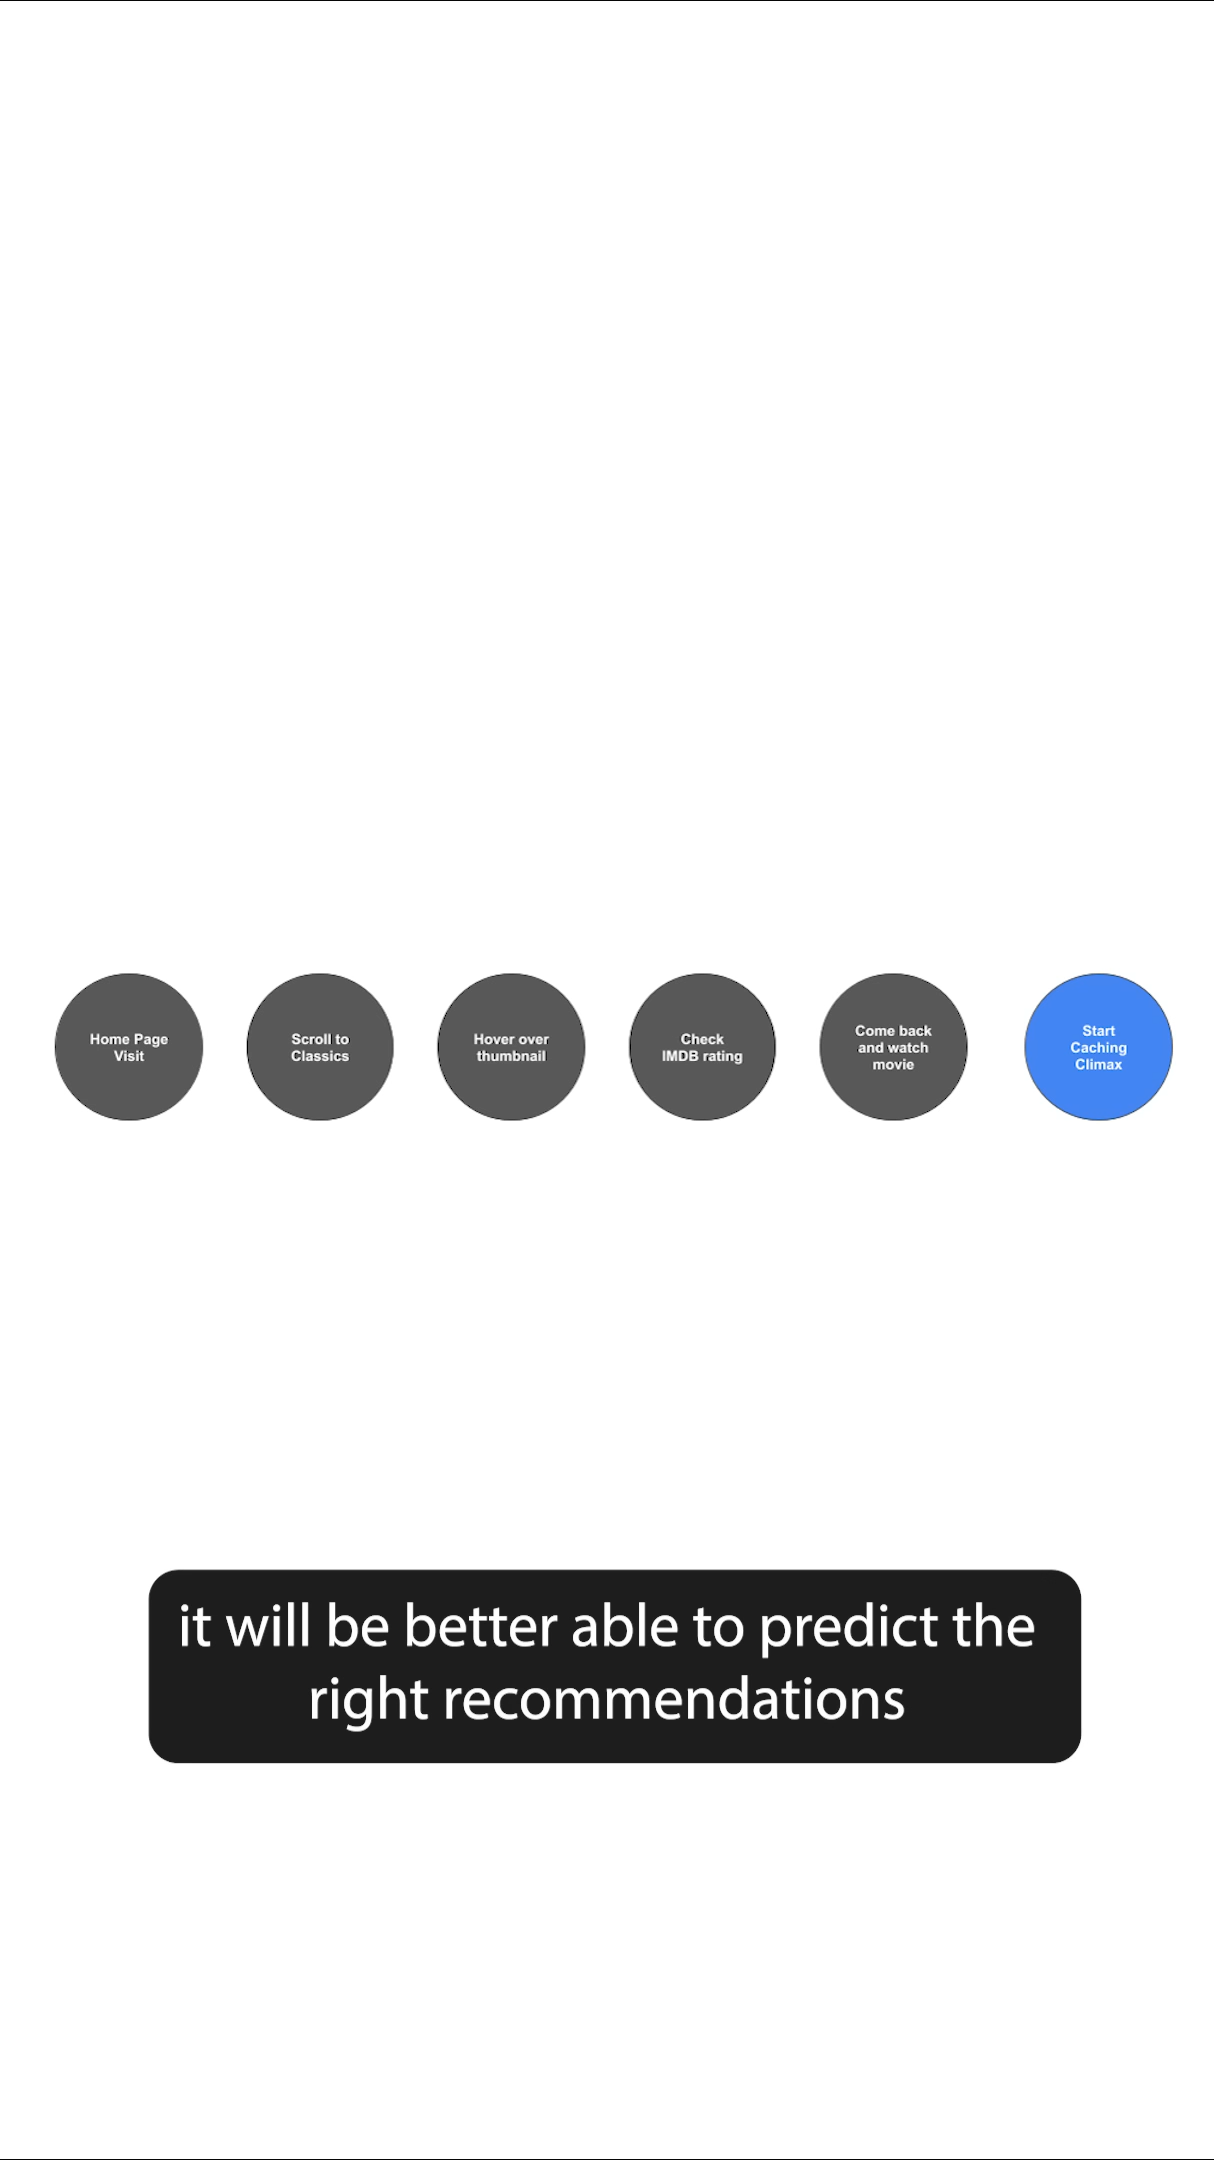 Home Page
Visit
Scroll to
Classics
Hover over
thumbnail
Check
IMDB rating
Come back
and watch
movie
Start
Caching
Climax
it will be better able to predict the
right recommendations